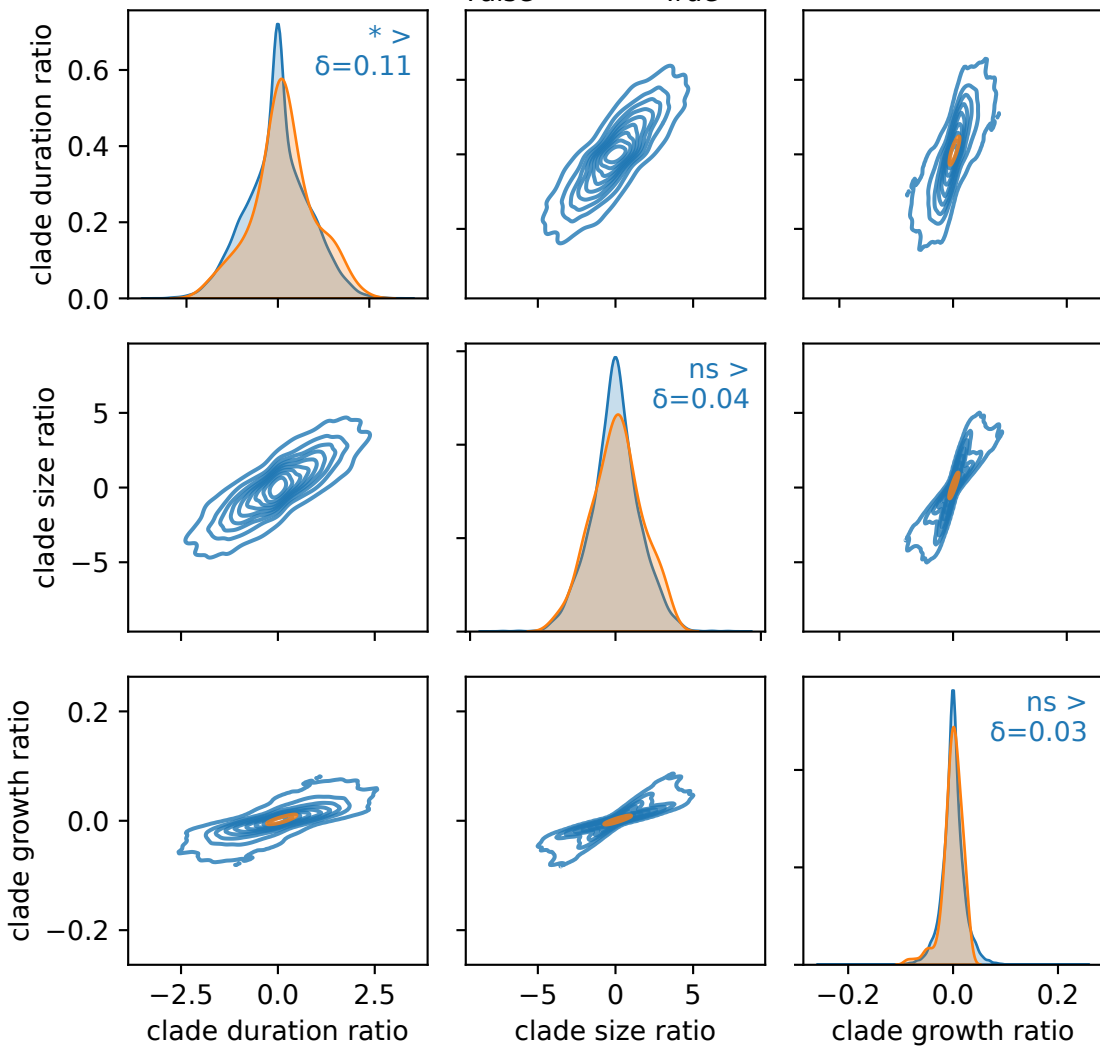 clade duration ratio
0.6
0.4
0.2
0.0
* >
δ=0.11
clade size ratio
5
0
−5
ns >
δ=0.04
clade growth ratio
0.2
0.0
−0.2
ns >
δ=0.03
−2.5 0.0 2.5
−5 0 5
−0.2 0.0 0.2
clade duration ratio
clade size ratio
clade growth ratio